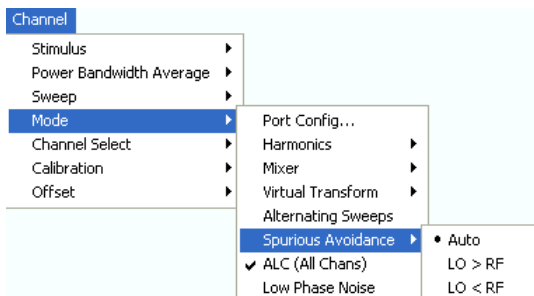 Channel
Stimulus
Power Bandwidth Average
Sweep
Mode
Channel Select
Calibration
Offset
Port Config...
Harmonics
Mixer
Virtual Transform
Alternating Sweeps
Spurious Avoidance
ALC (All Chans)
Low Phase Noise
Auto
LO > RF
LO < RF